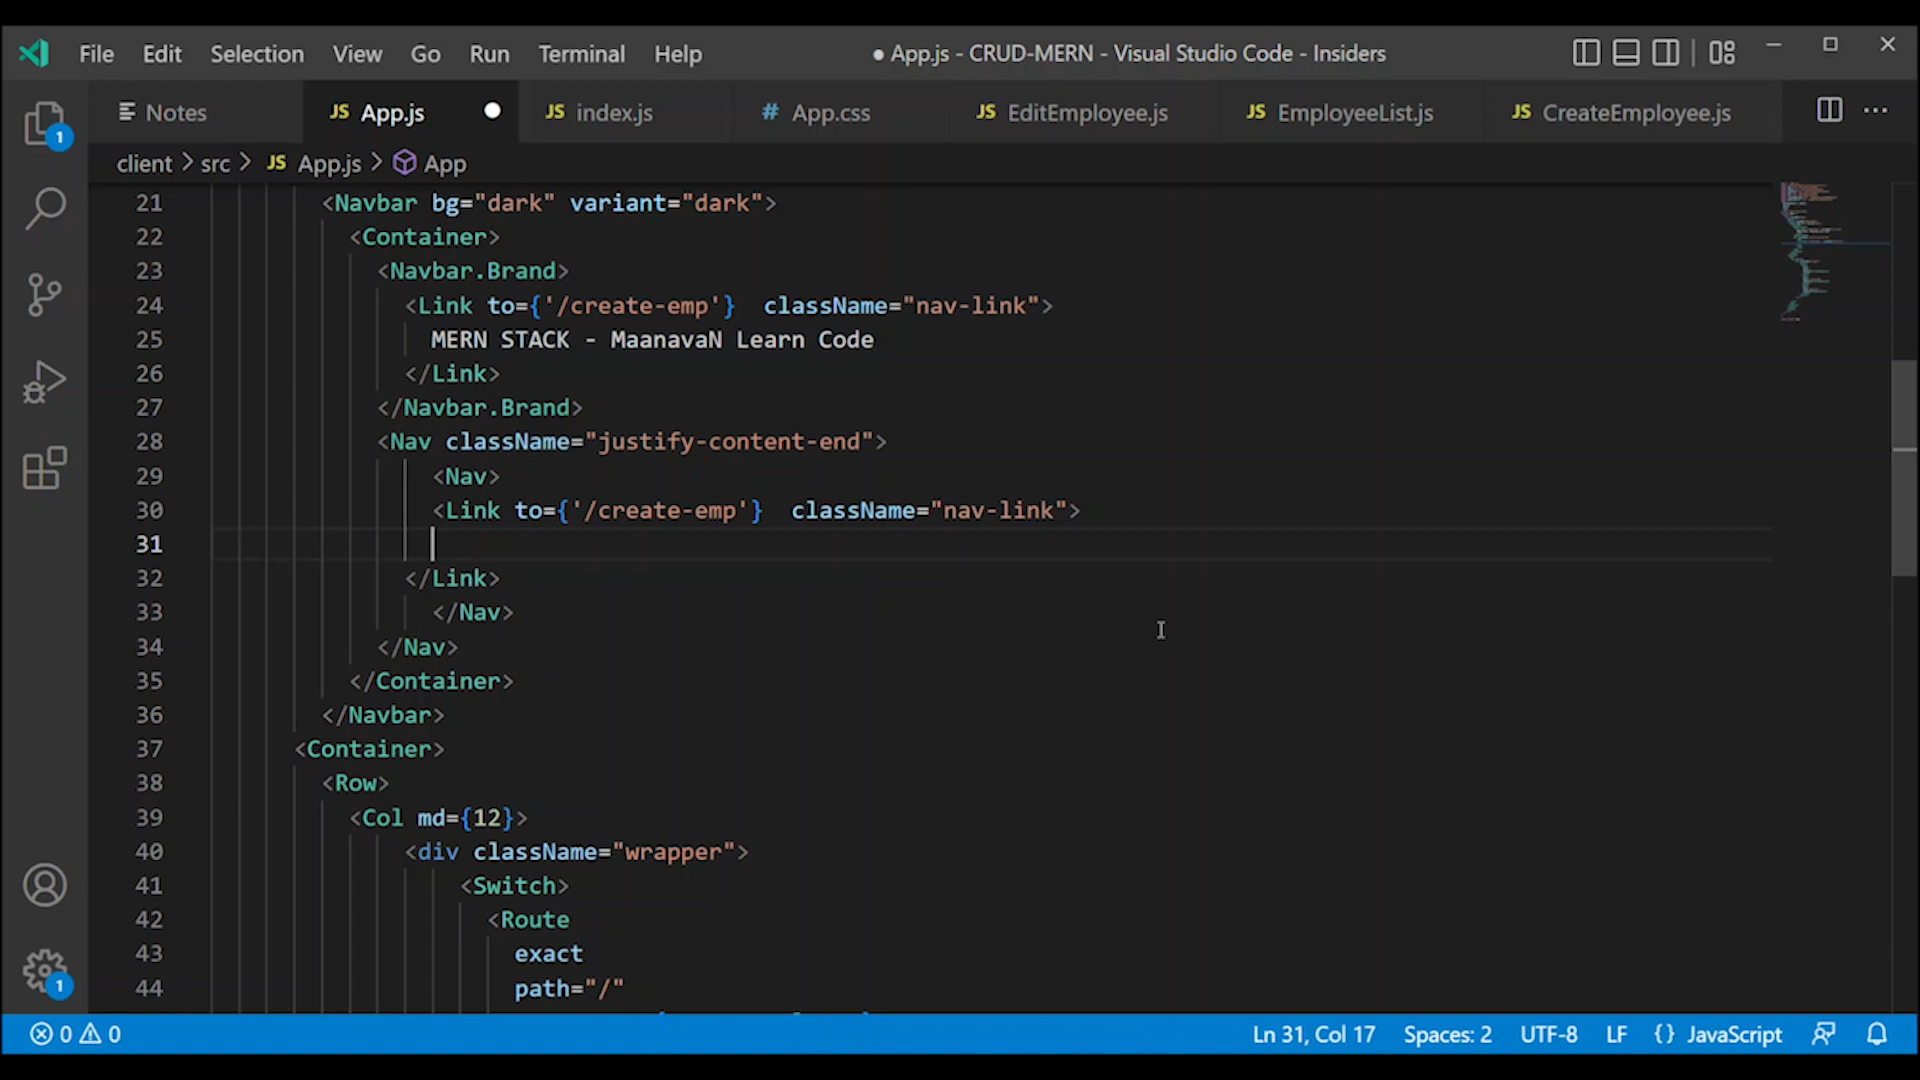 File Edit Selection View Go Run Terminal Help ● App.js - CRUD-MERN - Visual Studio Code - Insiders
Notes JS App.js JS index.js # App.css JS EditEmployee.js JS EmployeeList.js JS CreateEmployee.js
1
client > src > JS App.js > App
21 <Navbar bg="dark" variant="dark">
22 <Container>
23 <Navbar.Brand>
24 <Link to={'/create-emp'}  className="nav-link">
25 MERN STACK - MaanavaN Learn Code
26 </Link>
27 </Navbar.Brand>
28 <Nav className="justify-content-end">
29 <Nav>
30 <Link to={'/create-emp'}  className="nav-link">
31
32 </Link>
33 </Nav>
34 </Nav>
35 </Container>
36 </Navbar>
37 <Container>
38 <Row>
39 <Col md={12}>
40 <div className="wrapper">
41 <Switch>
42 <Route
43 exact
44 path="/"
1
0 0 Ln 31, Col 17 Spaces: 2 UTF-8 LF {} JavaScript